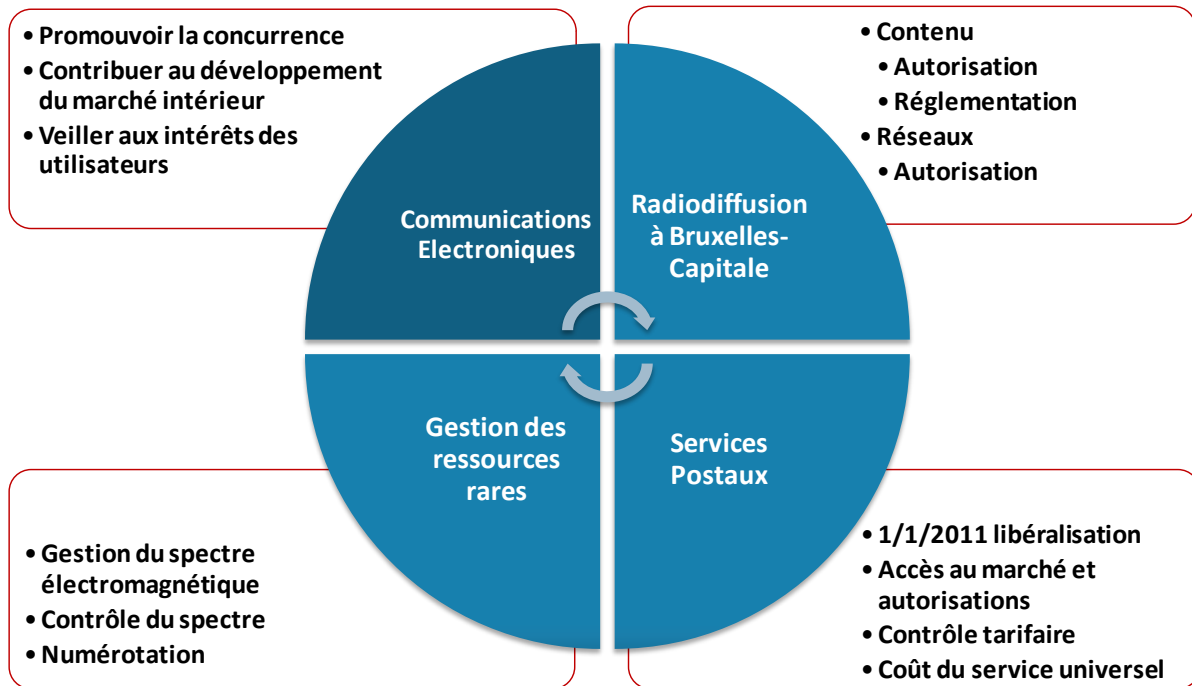 • Promouvoir la concurrence
• Contribuer au développement
du marché intérieur
• Veiller aux intérêts des
utilisateurs
• Contenu
• Autorisation
• Réglementation
• Réseaux
• Autorisation
Communications
Electroniques
Radiodiffusion
à Bruxelles-
Capitale
Gestion des
ressources
rares
Services
Postaux
• Gestion du spectre
électromagnétique
• Contrôle du spectre
• Numérotation
• 1/1/2011 libéralisation
• Accès au marché et
autorisations
• Contrôle tarifaire
• Coût du service universel